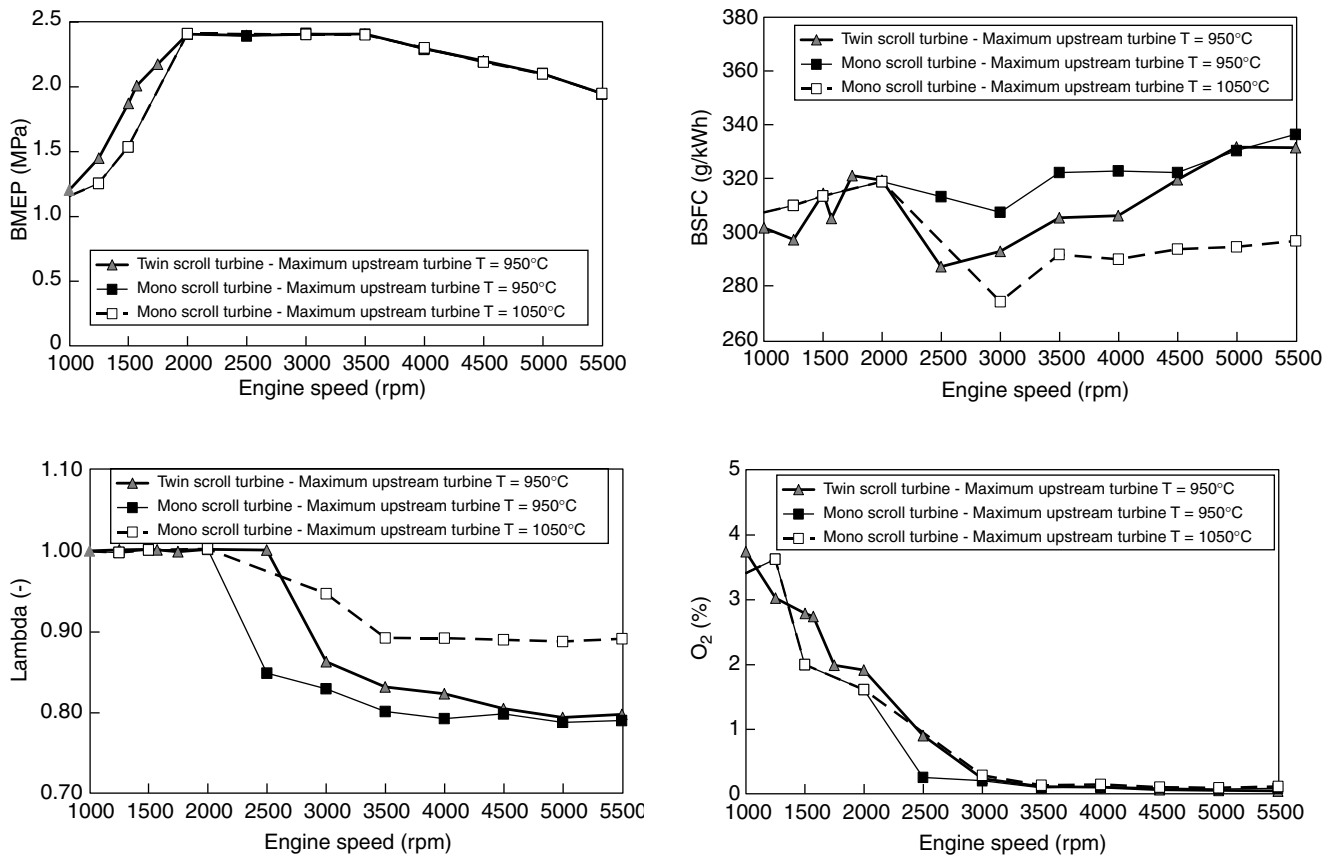 2.5
2.0
1.5
1.0
0.5
0
BMEP (MPa)
Twin scroll turbine - Maximum upstream turbine T = 950°C
Mono scroll turbine - Maximum upstream turbine T = 950°C
Mono scroll turbine - Maximum upstream turbine T = 1050°C
1000 1500 2000 2500 3000 3500 4000 4500 5000 5500
Engine speed (rpm)
380
360
340
320
300
280
260
BSFC (g/kWh)
Twin scroll turbine - Maximum upstream turbine T = 950°C
Mono scroll turbine - Maximum upstream turbine T = 950°C
Mono scroll turbine - Maximum upstream turbine T = 1050°C
1000 1500 2000 2500 3000 3500 4000 4500 5000 5500
Engine speed (rpm)
1.10
1.00
0.90
0.80
0.70
Lambda (-)
Twin scroll turbine - Maximum upstream turbine T = 950°C
Mono scroll turbine - Maximum upstream turbine T = 950°C
Mono scroll turbine - Maximum upstream turbine T = 1050°C
1000 1500 2000 2500 3000 3500 4000 4500 5000 5500
Engine speed (rpm)
5
4
3
2
1
0
O₂ (%)
Twin scroll turbine - Maximum upstream turbine T = 950°C
Mono scroll turbine - Maximum upstream turbine T = 950°C
Mono scroll turbine - Maximum upstream turbine T = 1050°C
1000 1500 2000 2500 3000 3500 4000 4500 5000 5500
Engine speed (rpm)